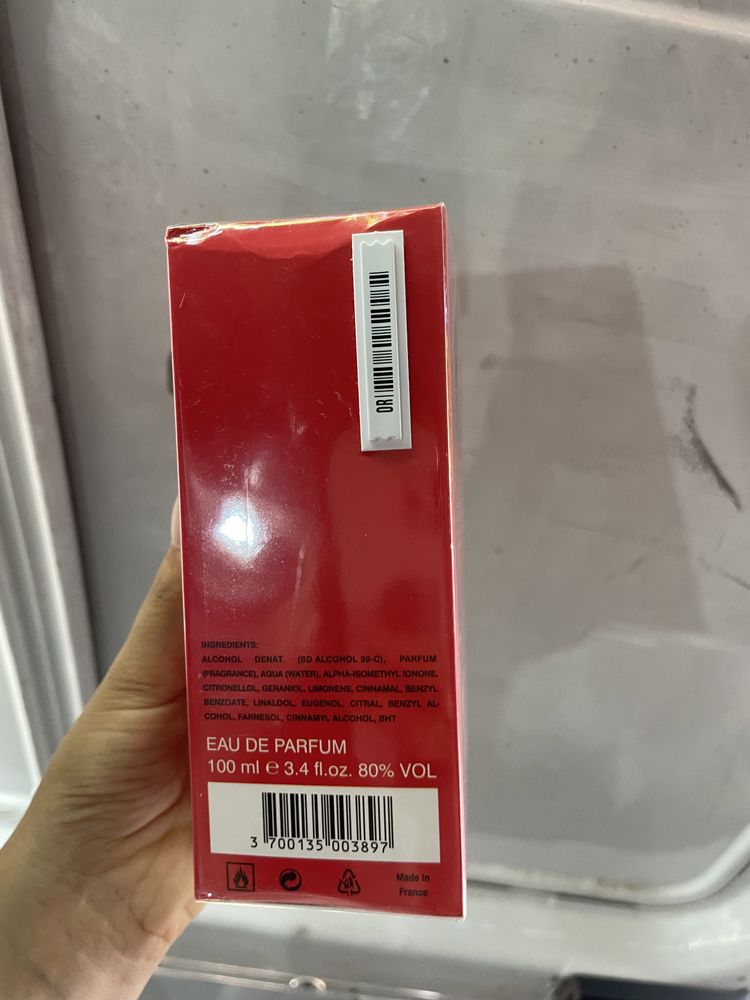 OR
INGREDIENTS:
ALCOHOL DENAT. (SD ALCOHOL 39-C), PARFUM
(FRAGRANCE), AQUA (WATER), ALPHA-ISOMETHYL IONONE,
CITRONELLOL, GERANIOL, LIMONENE, CINNAMAL, BENZYL
BENZOATE, LINALOOL, EUGENOL, CITRAL, BENZYL AL-
COHOL, FARNESOL, CINNAMYL ALCOHOL, BHT
EAU DE PARFUM
100 ml ℮ 3.4 fl.oz. 80% VOL
3 700135 003897
Made in
France